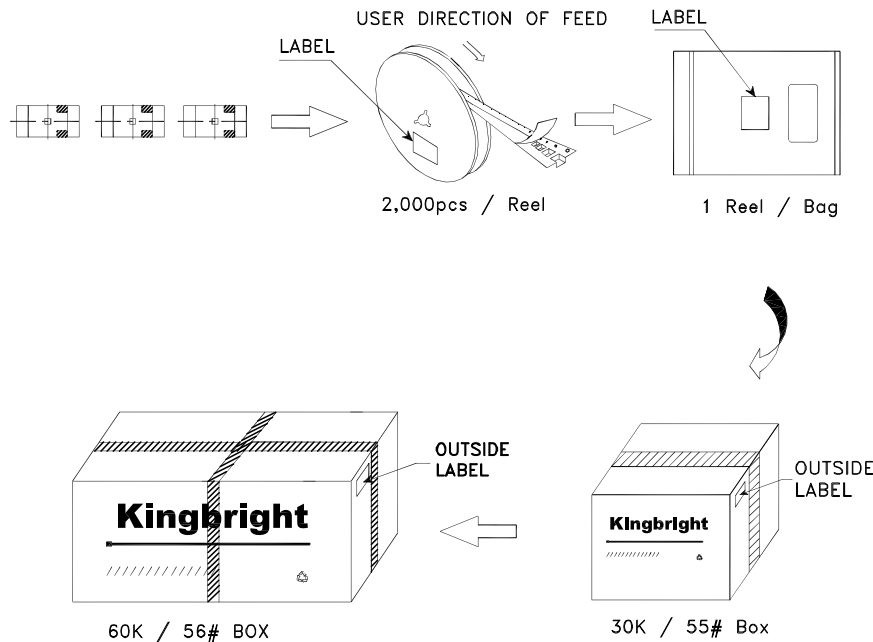 USER DIRECTION OF FEED
LABEL
LABEL
2,000pcs / Reel
1 Reel / Bag
OUTSIDE
LABEL
Kingbright
60K / 56# BOX
OUTSIDE
LABEL
Kingbright
30K / 55# Box